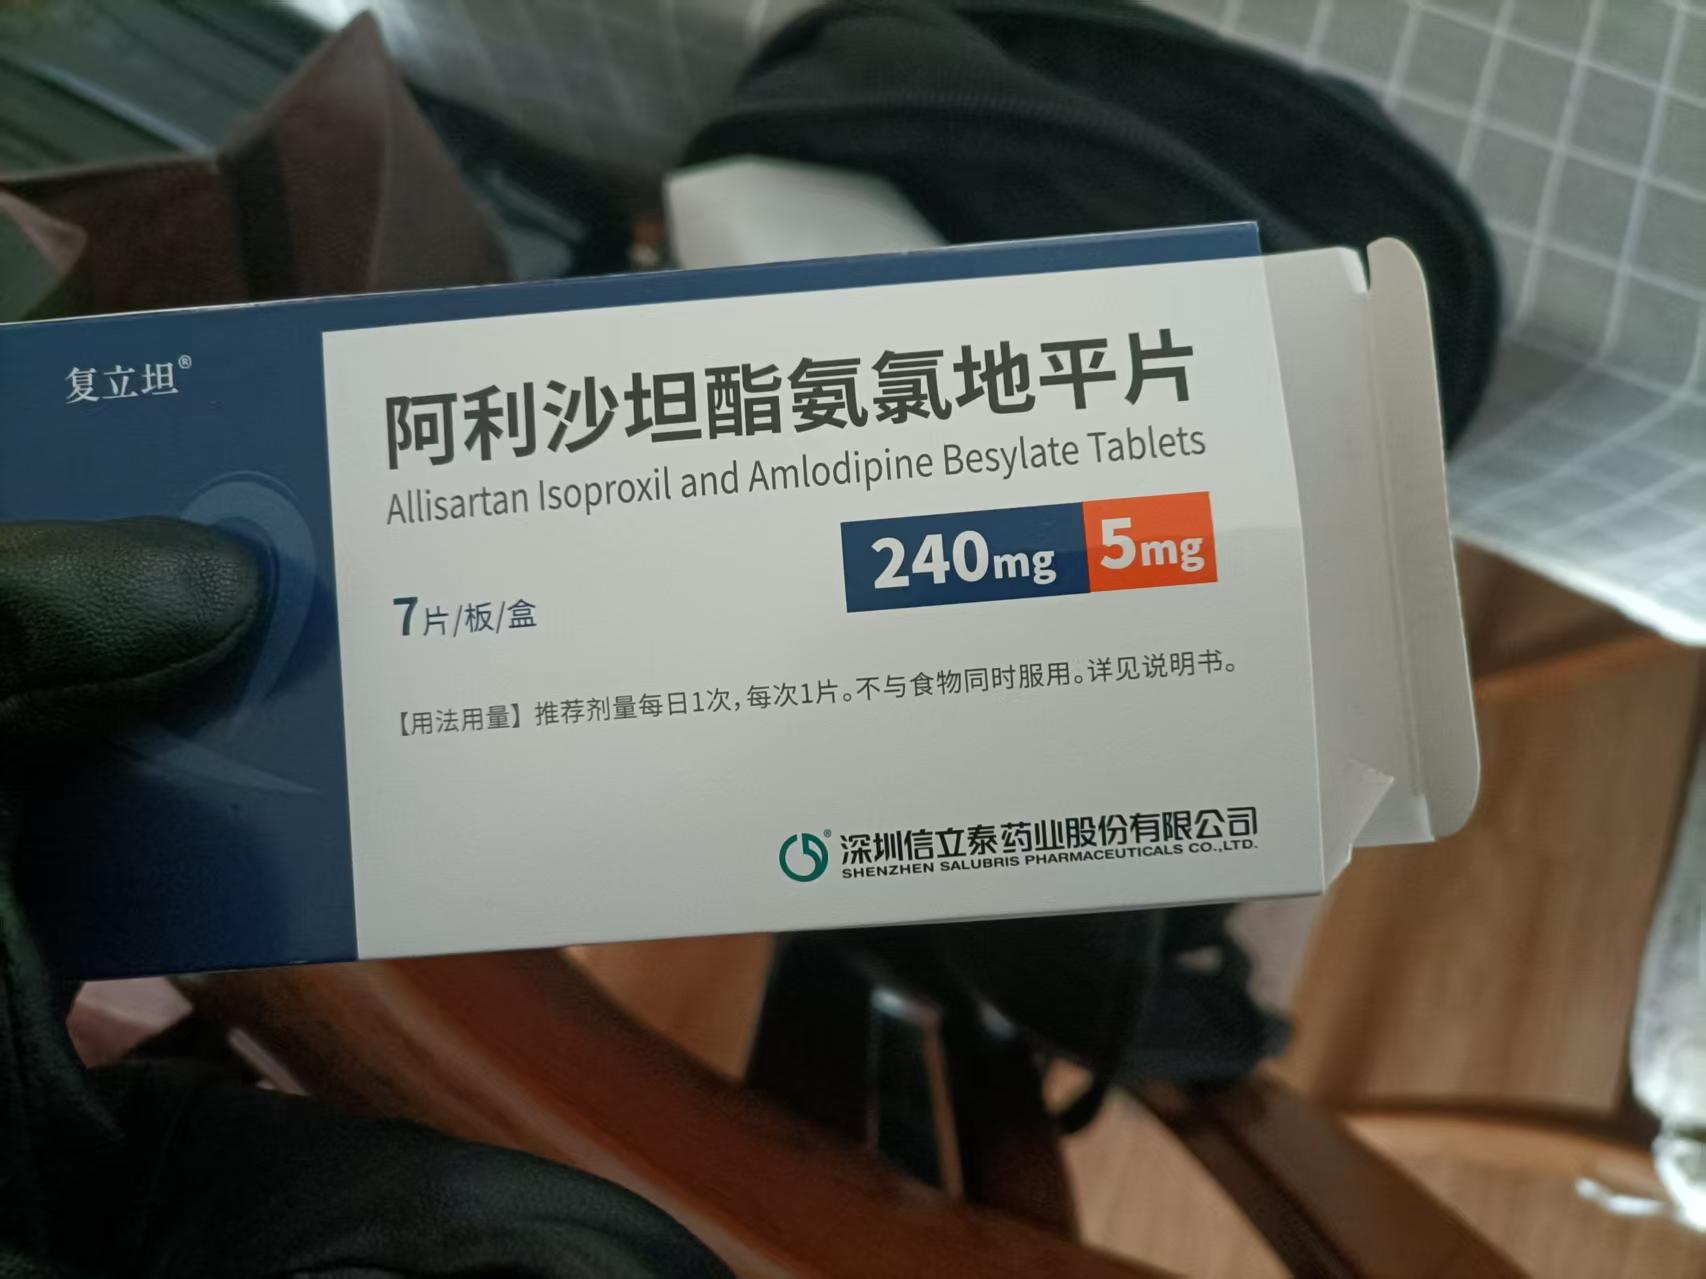 复立坦®
阿利沙坦酯氨氯地平片
Allisartan Isoproxil and Amlodipine Besylate Tablets
240mg 5mg
7片/板/盒
【用法用量】推荐剂量每日1次,每次1片。不与食物同时服用。详见说明书。
® 深圳信立泰药业股份有限公司
SHENZHEN SALUBRIS PHARMACEUTICALS CO.,LTD.